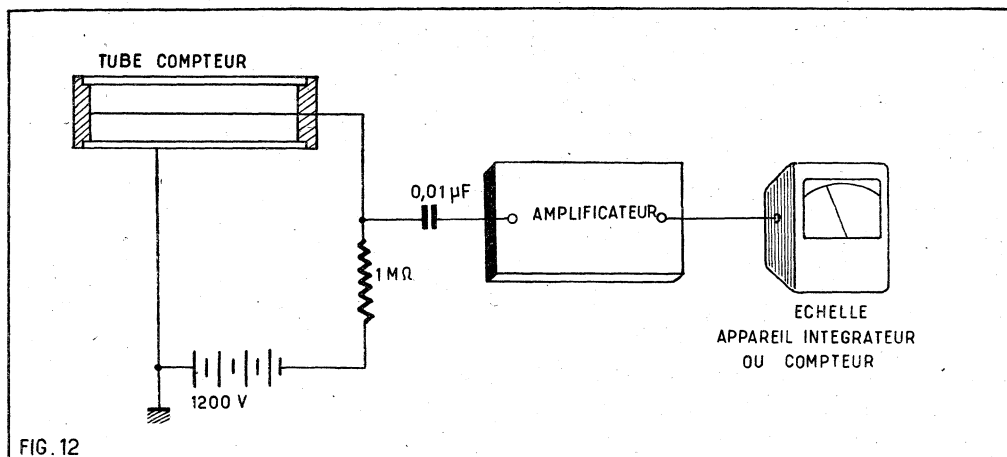 TUBE COMPTEUR
0,01 µF
AMPLIFICATEUR
1 MΩ
1200 V
ECHELLE
APPAREIL INTEGRATEUR
OU COMPTEUR
FIG. 12